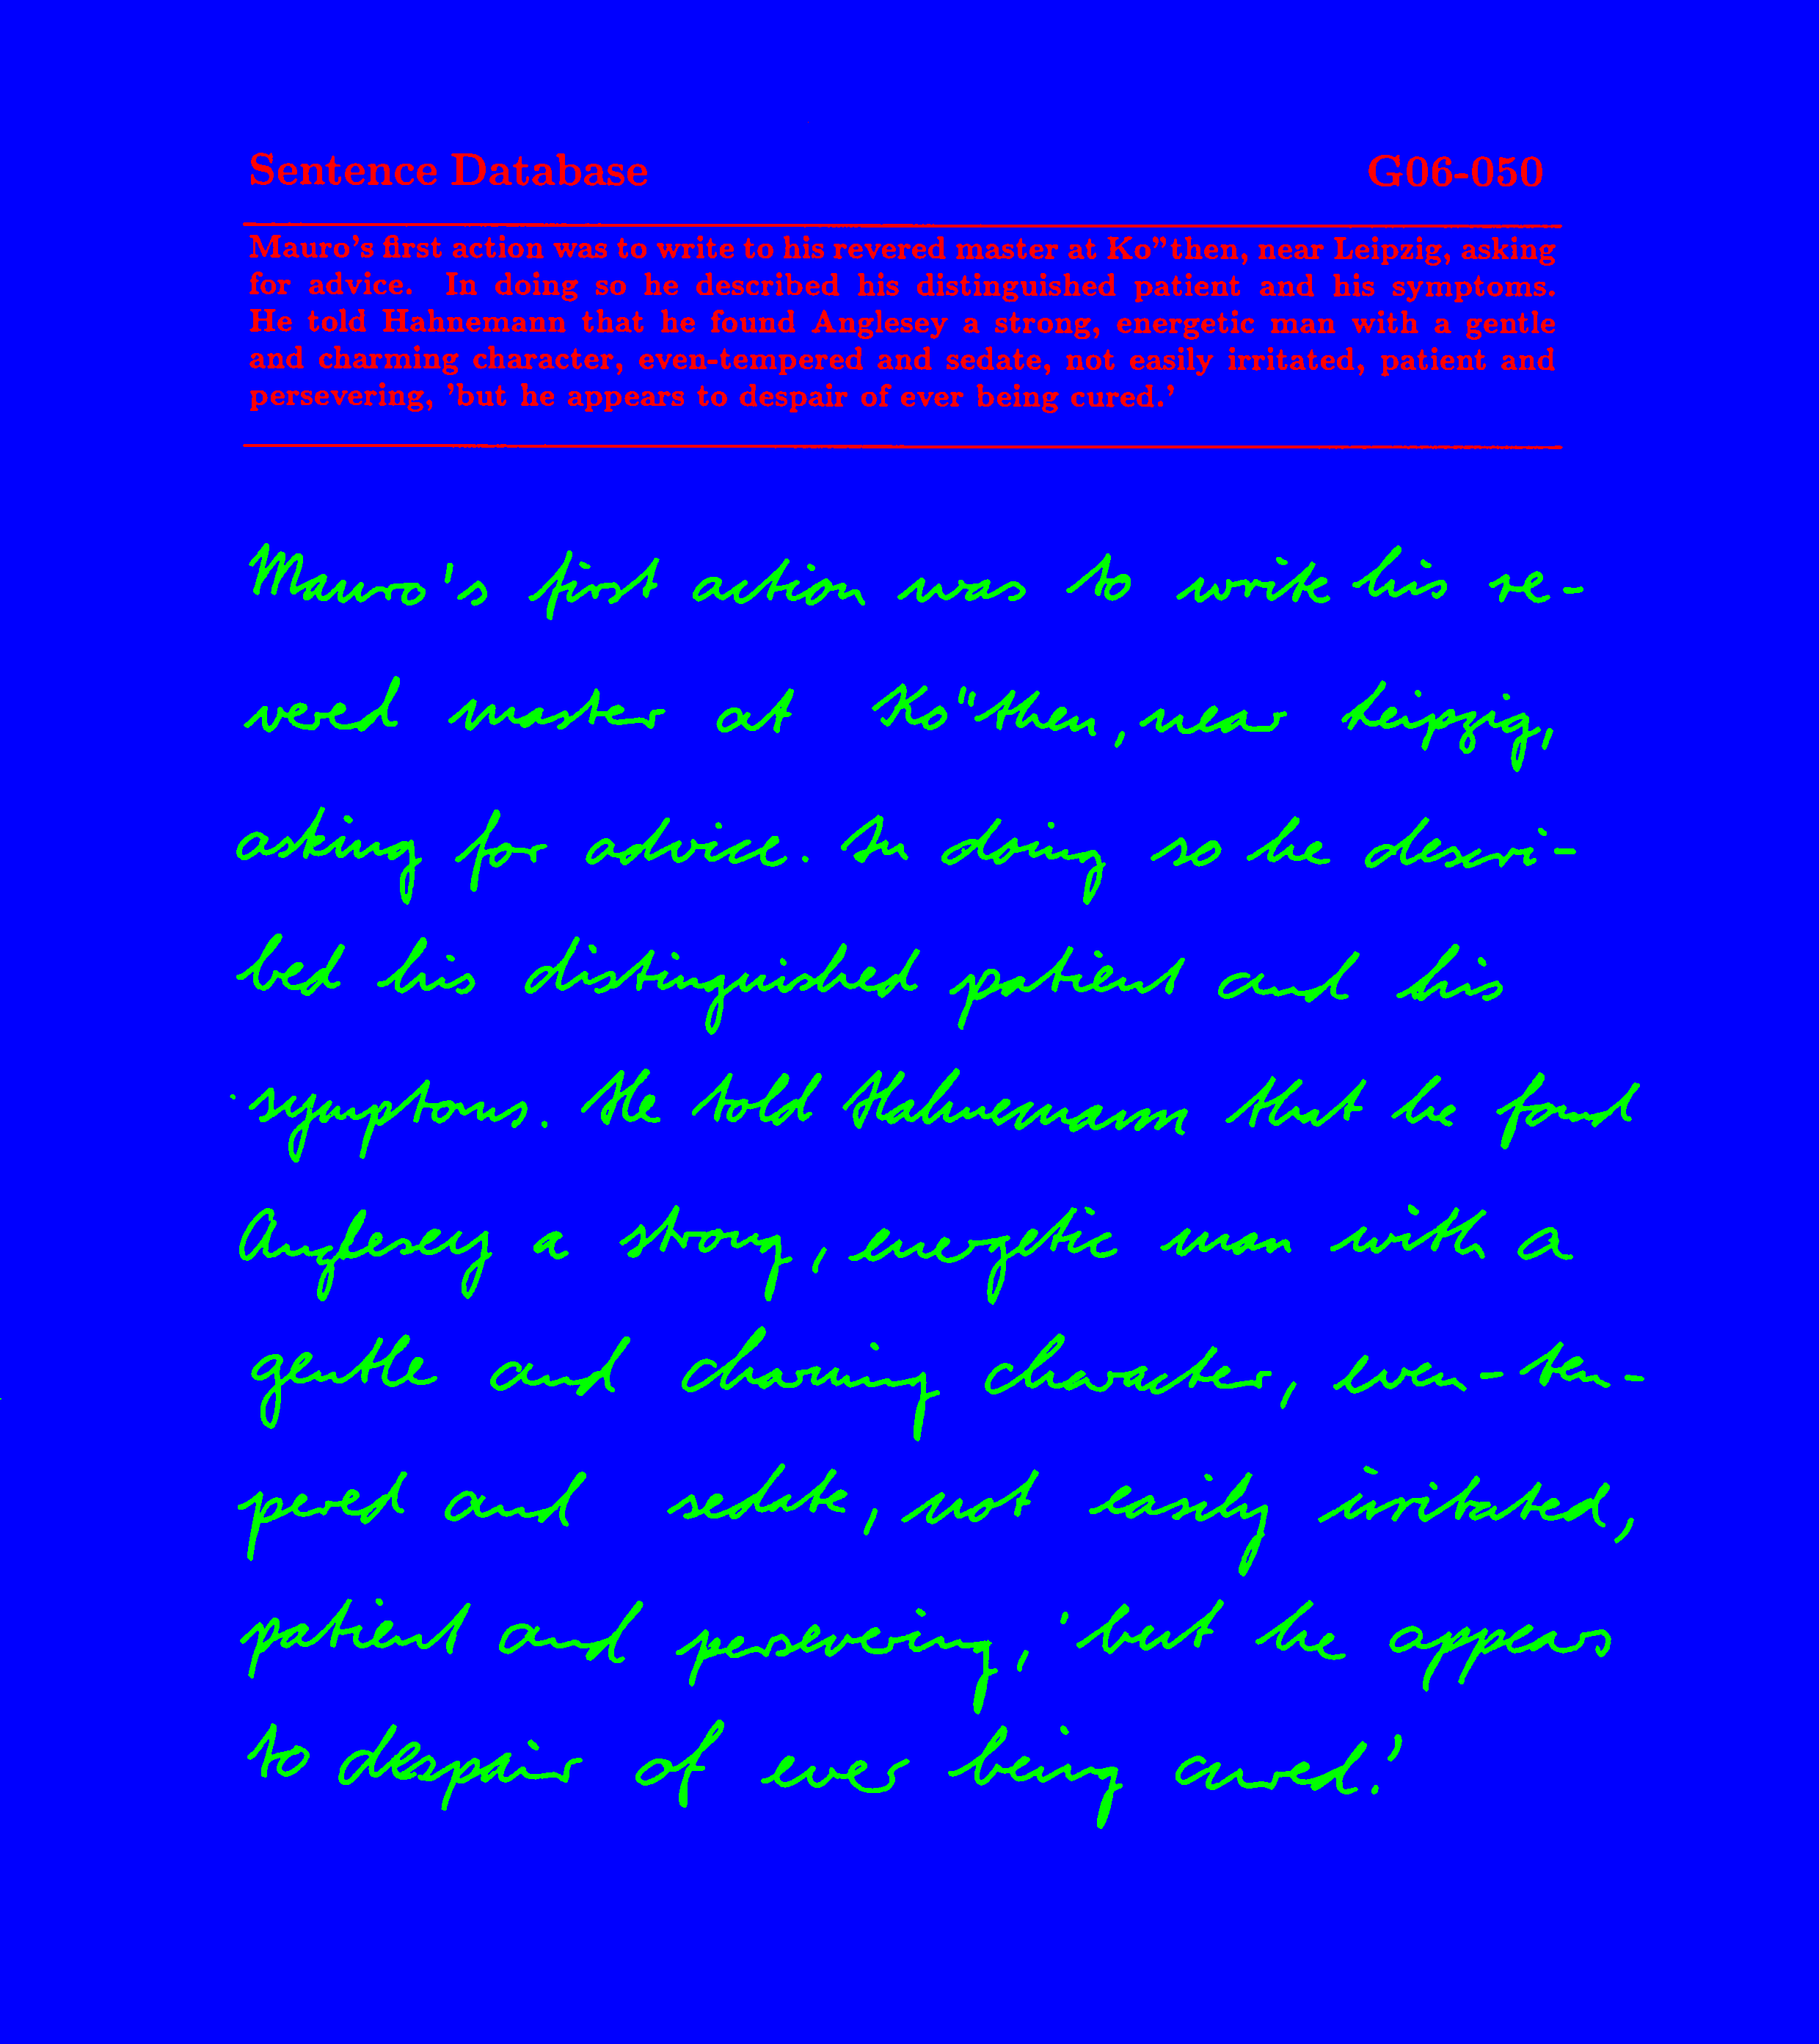 Sentence Database G06-050
Mauro's first action was to write to his revered master at Ko"then, near Leipzig, asking
for advice. In doing so he described his distinguished patient and his symptoms.
He told Hahnemann that he found Anglesey a strong, energetic man with a gentle
and charming character, even-tempered and sedate, not easily irritated, patient and
persevering, 'but he appears to despair of ever being cured.'
Mauro's first action was to write his re-
vered master at Ko"then, near Leipzig,
asking for advice. In doing so he descri-
bed his distinguished patient and his
symptoms. He told Hahnemann that he found
Anglesey a strong, energetic man with a
gentle and charming character, even-tem-
pered and sedate, not easily irritated,
patient and persevering, 'but he appears
to despair of ever being cured.'